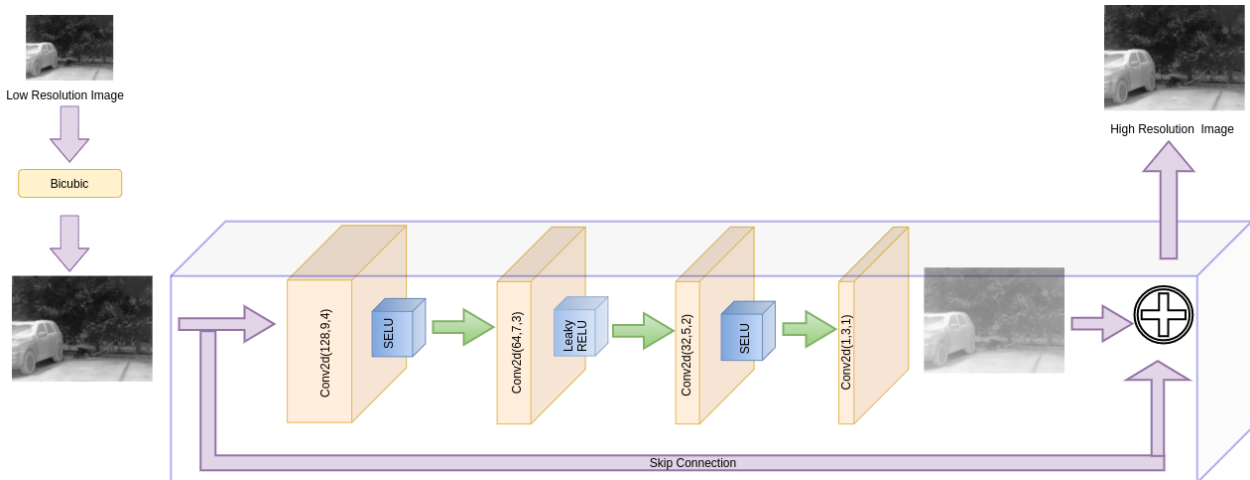 Low Resolution Image
Bicubic
High Resolution Image
Conv2d(128,9,4)
SELU
Conv2d(64,7,3)
Leaky
RELU
Conv2d(32,5,2)
SELU
Conv2d(1,3,1)
Skip Connection